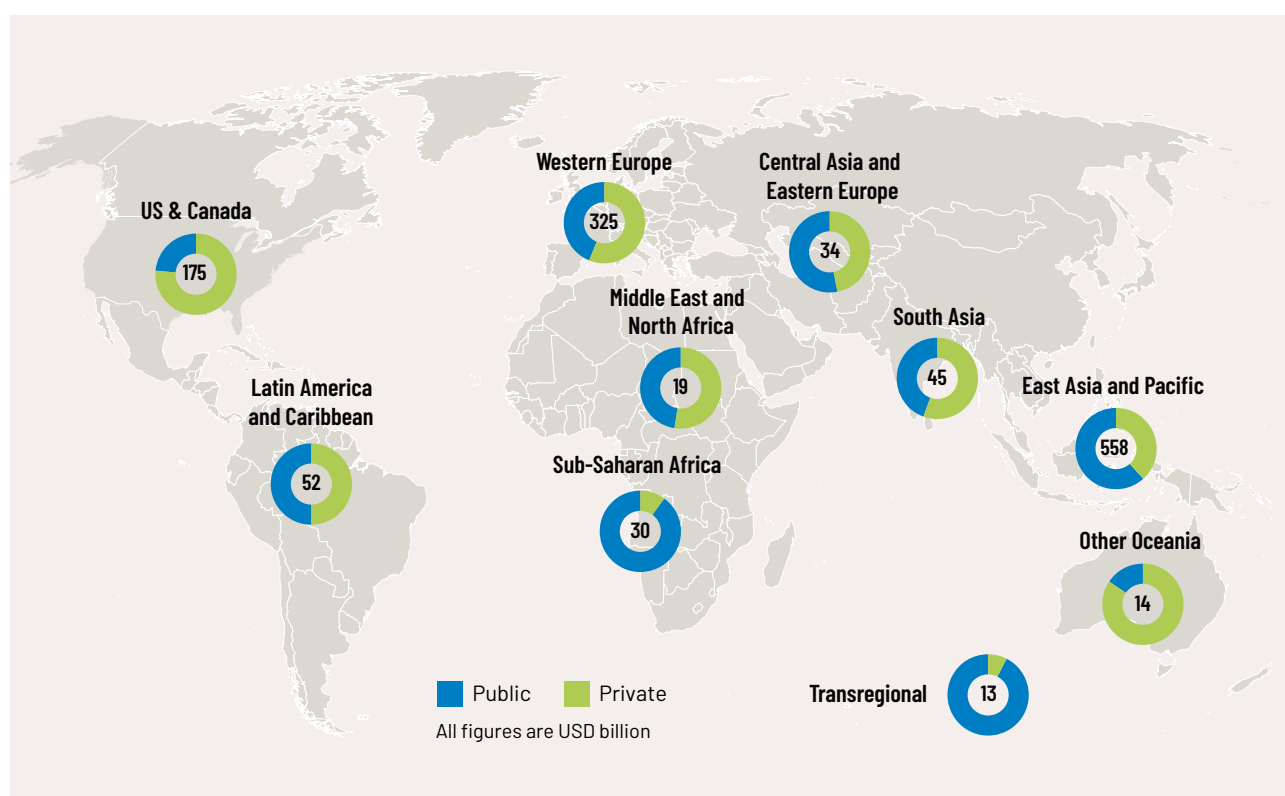 Western Europe
325
Central Asia and
Eastern Europe
34
US & Canada
175
Middle East and
North Africa
19
South Asia
45
Latin America
and Caribbean
52
East Asia and Pacific
558
Sub-Saharan Africa
30
Other Oceania
14
Public
Private
All figures are USD billion
Transregional
13